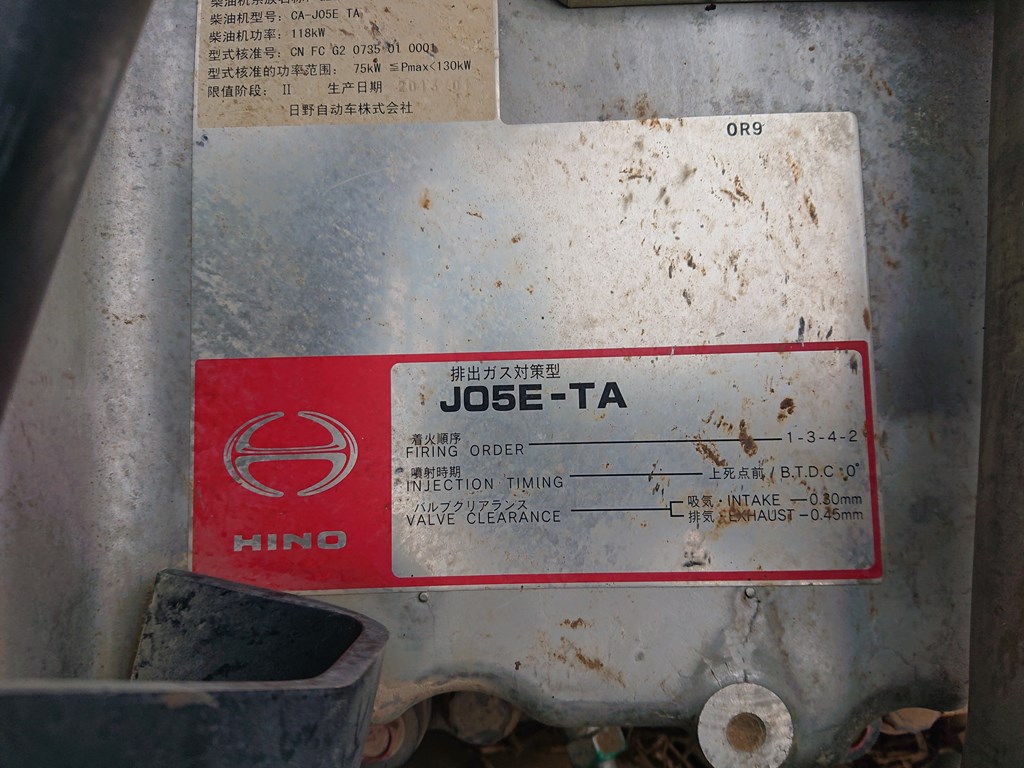 柴油机型号: CA-J05E TA
柴油机功率: 118kW
型式核准号: CN FC G2 0735 01 0001
型式核准的功率范围: 75kW ≦Pmax<130kW
限值阶段: Ⅱ 生产日期 2013 01
日野自动车株式会社
0R9
排出ガス対策型
J05E-TA
着火順序
FIRING ORDER 1-3-4-2
噴射時期
INJECTION TIMING 上死点前 / B.T.D.C 0°
バルブクリアランス
VALVE CLEARANCE
吸気・INTAKE 0.30mm
排気・EXHAUST 0.45mm
HINO